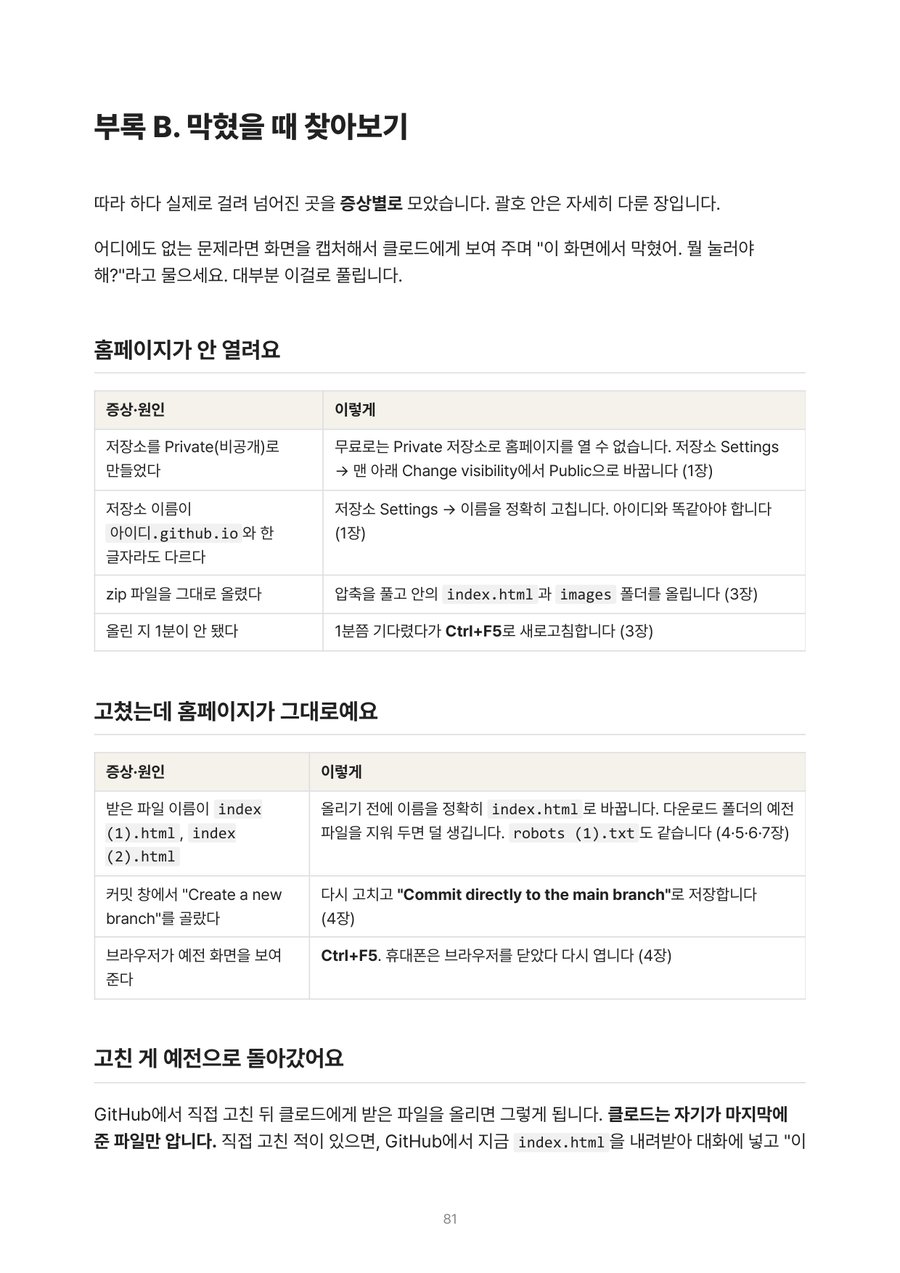 부록 B. 막혔을 때 찾아보기
따라 하다 실제로 걸려 넘어진 곳을 증상별로 모았습니다. 괄호 안은 자세히 다룬 장입니다.
어디에도 없는 문제라면 화면을 캡처해서 클로드에게 보여 주며 "이 화면에서 막혔어. 뭘 눌러야
해?"라고 물으세요. 대부분 이걸로 풀립니다.
홈페이지가 안 열려요
증상·원인 이렇게
저장소를 Private(비공개)로
만들었다
무료로는 Private 저장소로 홈페이지를 열 수 없습니다. 저장소 Settings
→ 맨 아래 Change visibility에서 Public으로 바꿉니다 (1장)
저장소 이름이
아이디.github.io와 한
글자라도 다르다
저장소 Settings → 이름을 정확히 고칩니다. 아이디와 똑같아야 합니다
(1장)
zip 파일을 그대로 올렸다
압축을 풀고 안의 index.html과 images 폴더를 올립니다 (3장)
올린 지 1분이 안 됐다
1분쯤 기다렸다가 Ctrl+F5로 새로고침합니다 (3장)
고쳤는데 홈페이지가 그대로예요
증상·원인 이렇게
받은 파일 이름이 index
(1).html, index
(2).html
올리기 전에 이름을 정확히 index.html로 바꿉니다. 다운로드 폴더의 예전
파일을 지워 두면 덜 생깁니다. robots (1).txt도 같습니다 (4·5·6·7장)
커밋 창에서 "Create a new
branch"를 골랐다
다시 고치고 "Commit directly to the main branch"로 저장합니다
(4장)
브라우저가 예전 화면을 보여
준다
Ctrl+F5. 휴대폰은 브라우저를 닫았다 다시 엽니다 (4장)
고친 게 예전으로 돌아갔어요
GitHub에서 직접 고친 뒤 클로드에게 받은 파일을 올리면 그렇게 됩니다. 클로드는 자기가 마지막에
준 파일만 압니다. 직접 고친 적이 있으면, GitHub에서 지금 index.html을 내려받아 대화에 넣고 "이
81